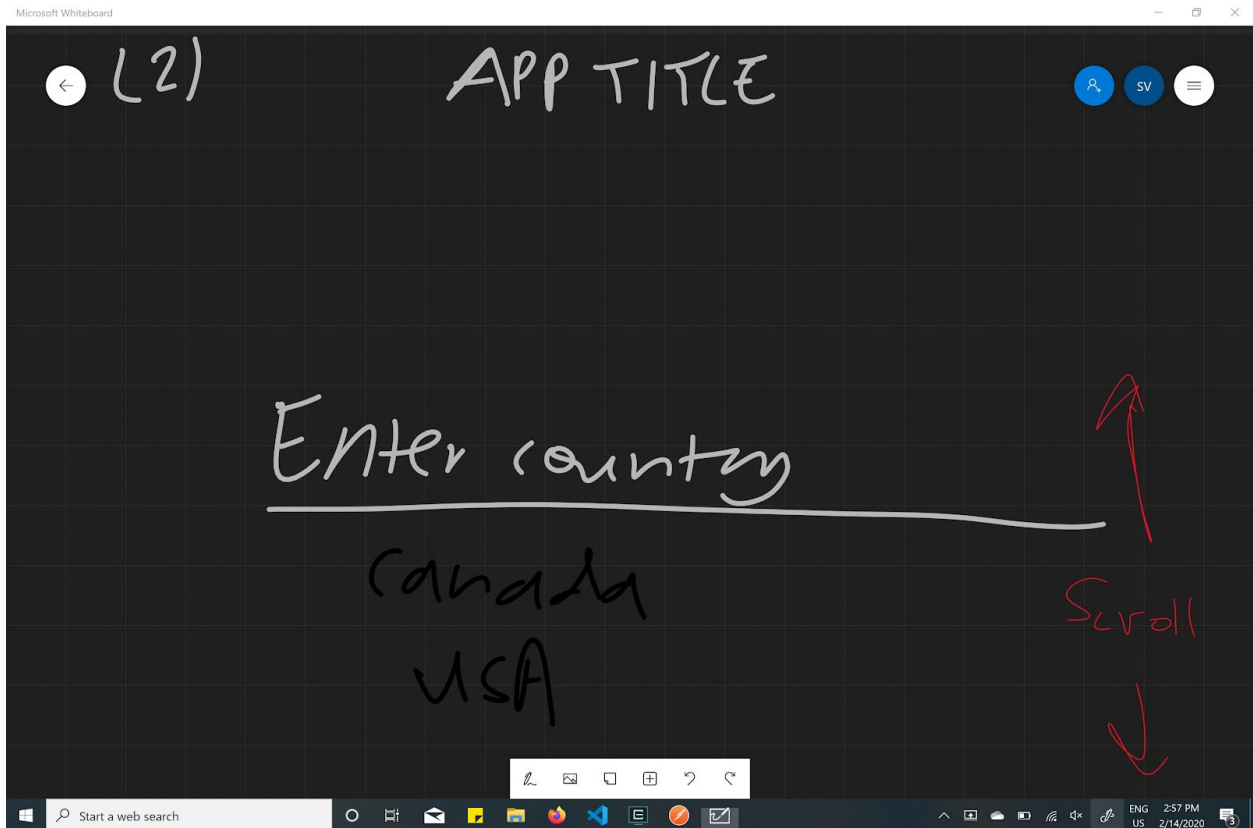 Microsoft Whiteboard
(2)
APP TITLE
SV
Enter country
Canada
USA
Scroll
Start a web search
ENG
US
2:57 PM
2/14/2020
3